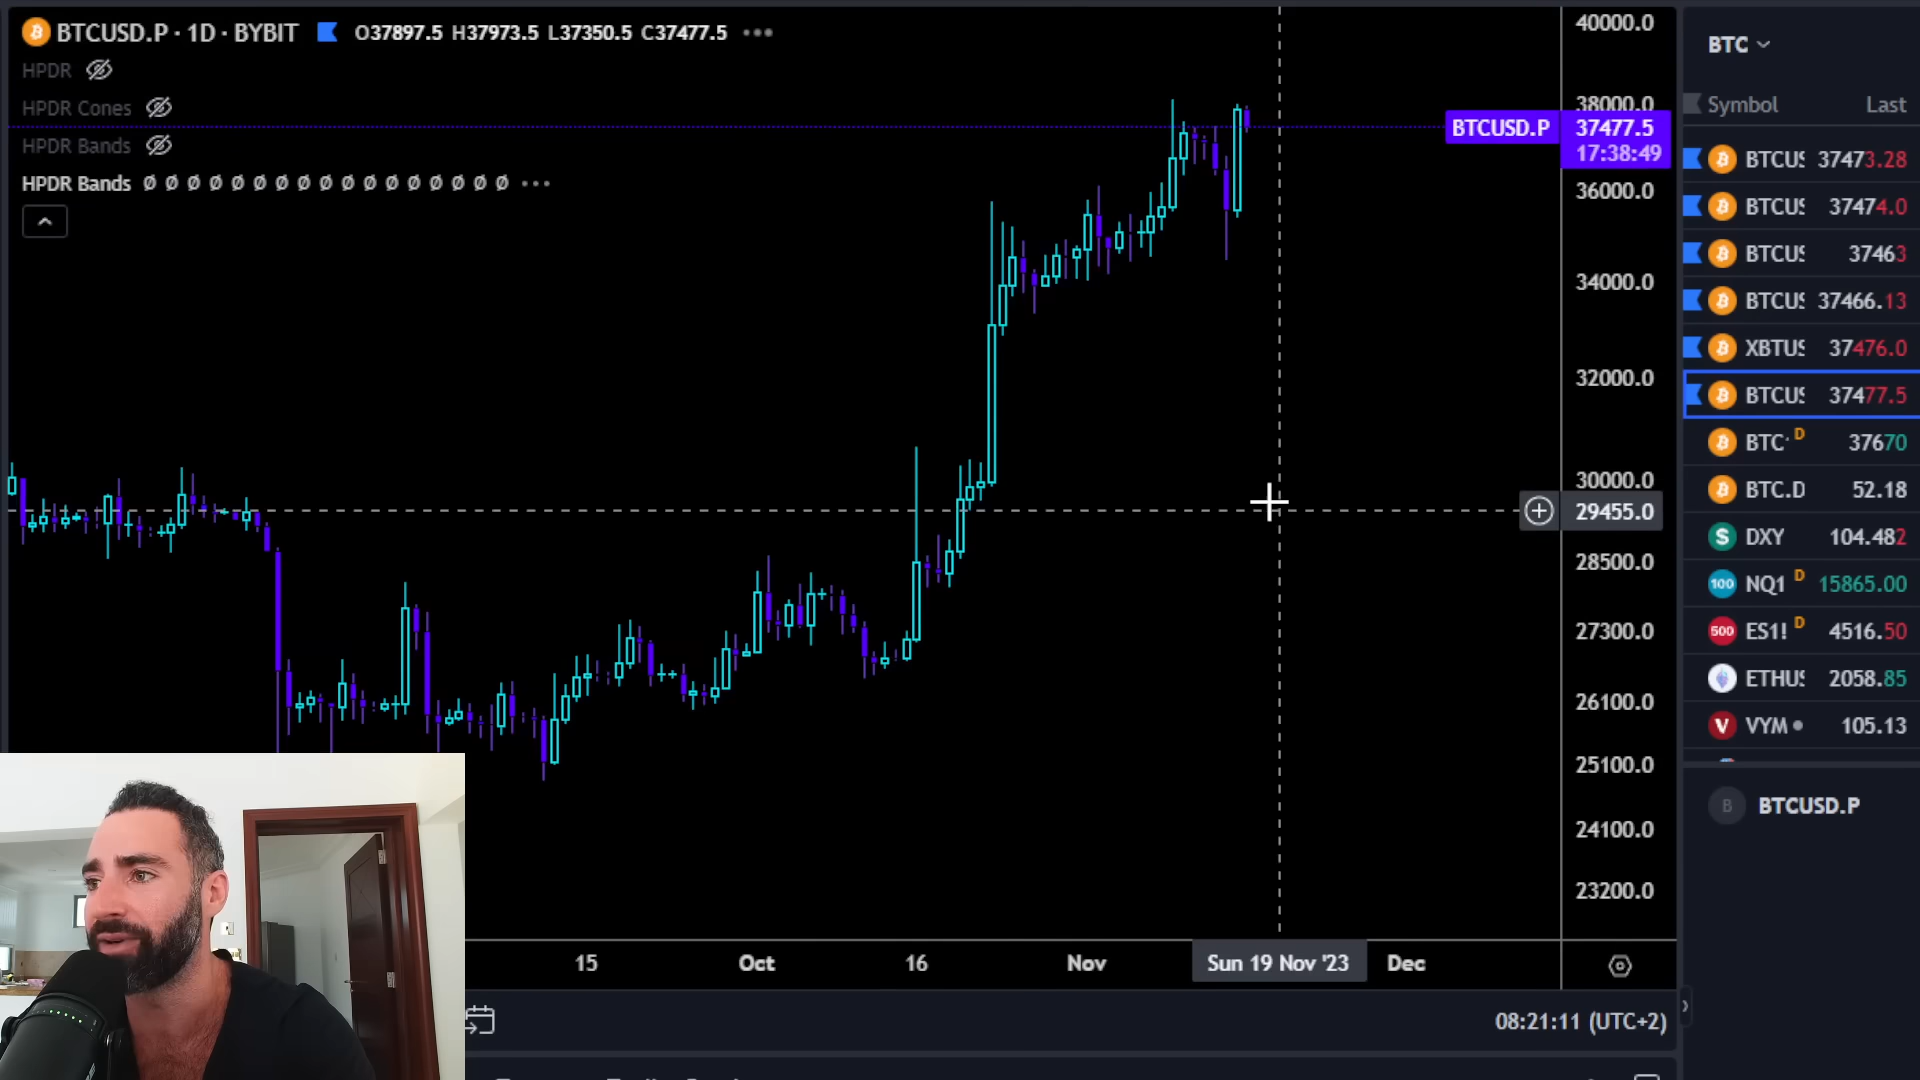 BTCUSD.P · 1D · BYBIT O37897.5 H37973.5 L37350.5 C37477.5
HPDR
HPDR Cones
HPDR Bands
HPDR Bands Ø Ø Ø Ø Ø Ø Ø Ø Ø Ø Ø Ø Ø Ø Ø Ø Ø
40000.0
38000.0
BTCUSD.P 37477.5
17:38:49
36000.0
34000.0
32000.0
30000.0
29455.0
28500.0
27300.0
26100.0
25100.0
24100.0
23200.0
15 Oct 16 Nov Sun 19 Nov '23 Dec
08:21:11 (UTC+2)
BTC
Symbol Last
BTCUS 37473.28
BTCUS 37474.0
BTCUS 37463
BTCUS 37466.13
XBTUS 37476.0
BTCUS 37477.5
BTC D 37670
BTC.D 52.18
DXY 104.482
100 NQ1 D 15865.00
500 ES1! D 4516.50
ETHUS 2058.85
V VYM 105.13
B BTCUSD.P